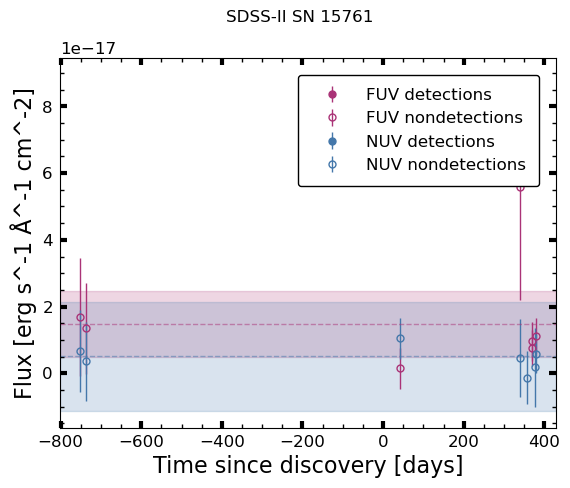 SDSS-II SN 15761
1e−17
FUV detections
FUV nondetections
NUV detections
NUV nondetections
8
6
4
2
0
Flux [erg s^-1 Å^-1 cm^-2]
−800 −600 −400 −200 0 200 400
Time since discovery [days]